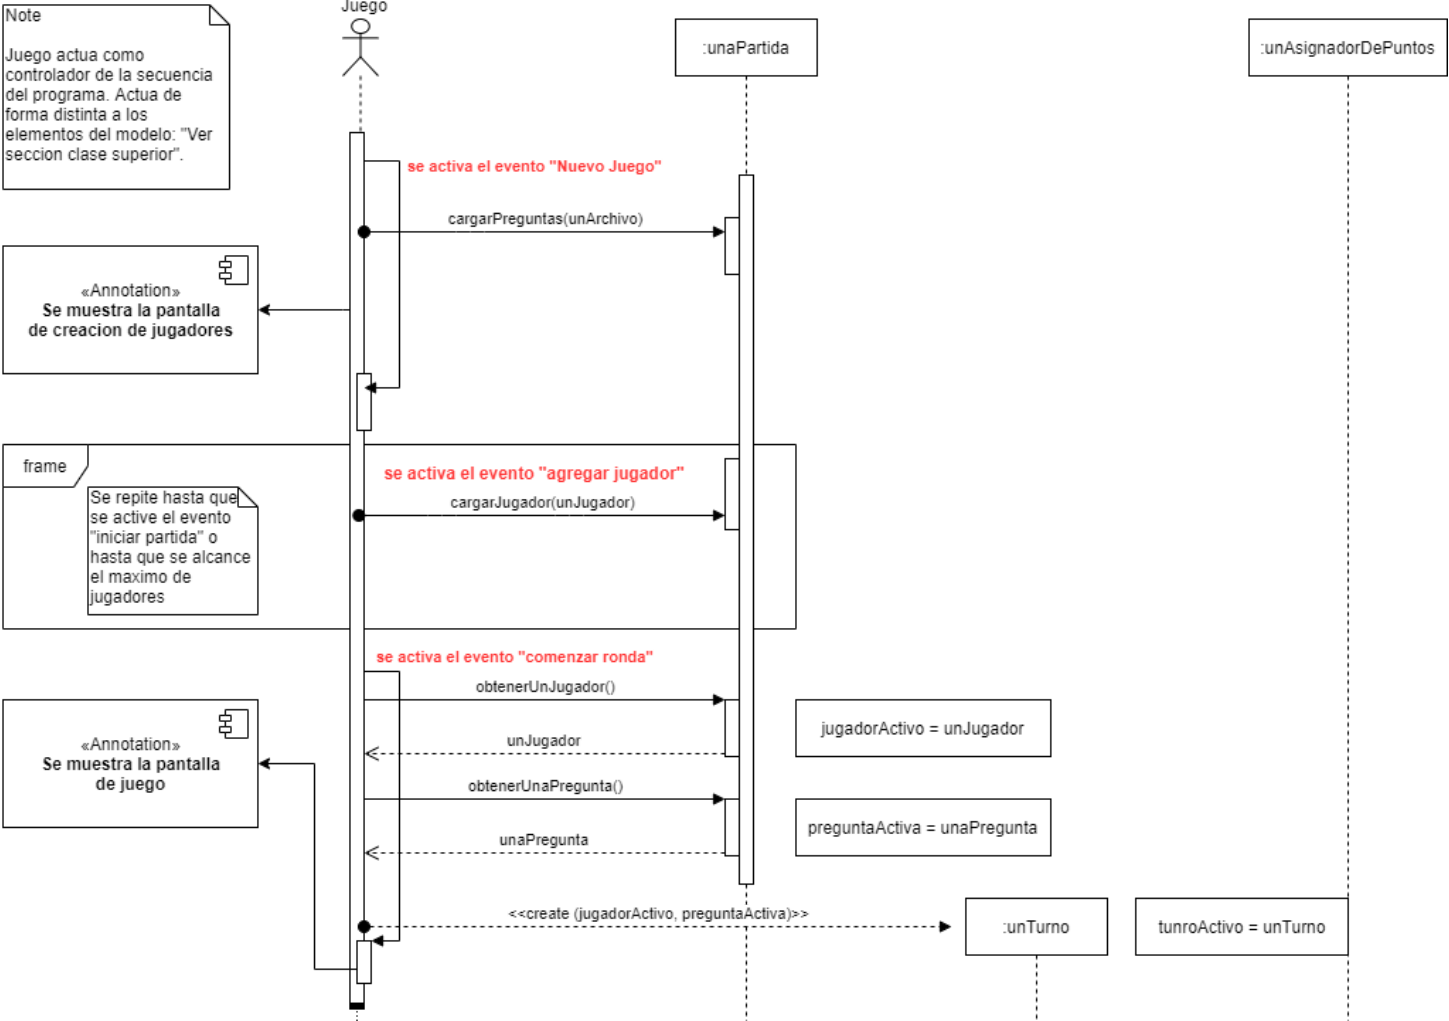 Note
Juego actua como
controlador de la secuencia
del programa. Actua de
forma distinta a los
elementos del modelo: "Ver
seccion clase superior".
Juego
:unaPartida
:unAsignadorDePuntos
se activa el evento "Nuevo Juego"
cargarPreguntas(unArchivo)
«Annotation»
Se muestra la pantalla
de creacion de jugadores
frame
se activa el evento "agregar jugador"
cargarJugador(unJugador)
Se repite hasta que
se active el evento
"iniciar partida" o
hasta que se alcance
el maximo de
jugadores
se activa el evento "comenzar ronda"
obtenerUnJugador()
jugadorActivo = unJugador
unJugador
«Annotation»
Se muestra la pantalla
de juego
obtenerUnaPregunta()
preguntaActiva = unaPregunta
unaPregunta
<<create (jugadorActivo, preguntaActiva)>>
:unTurno
tunroActivo = unTurno